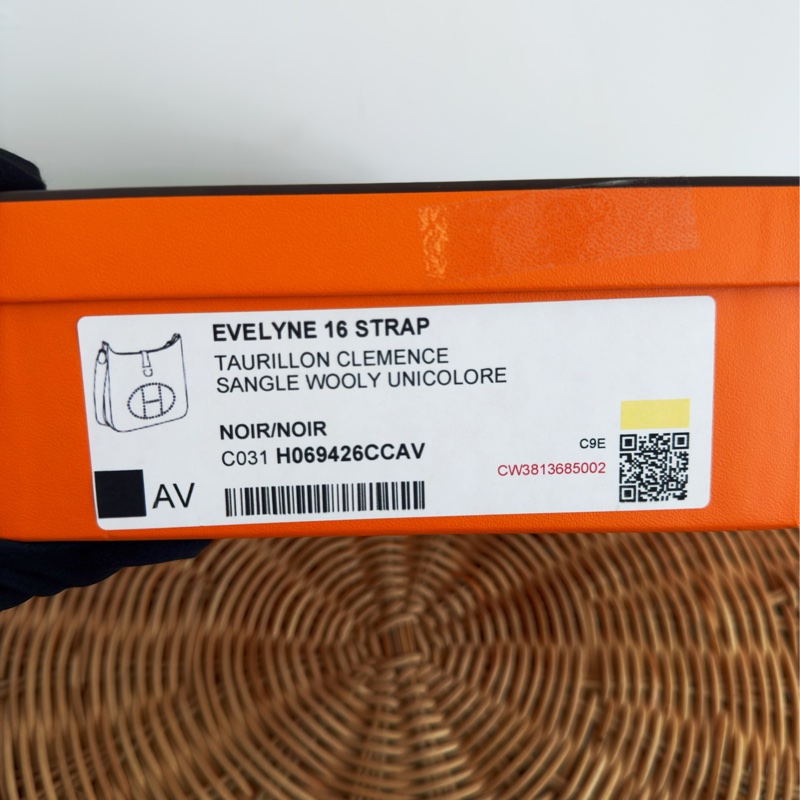 EVELYNE 16 STRAP
TAURILLON CLEMENCE
SANGLE WOOLY UNICOLORE
NOIR/NOIR
C031 H069426CCAV
AV
C9E
CW3813685002